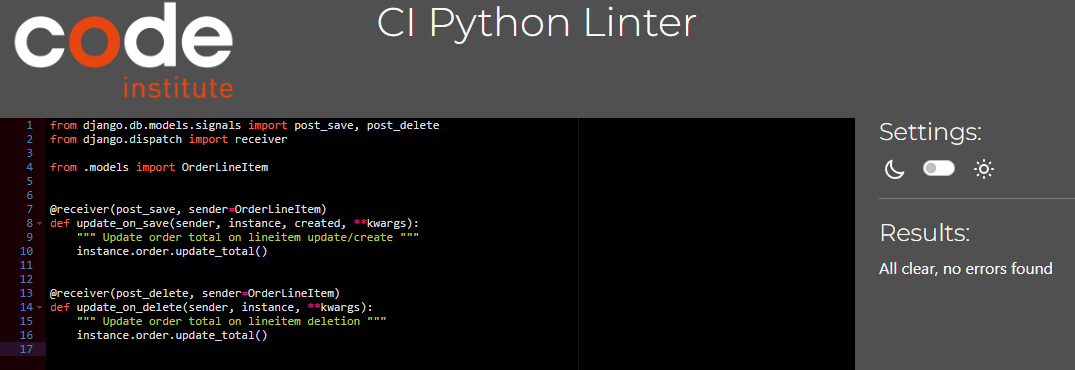 code
institute
CI Python Linter
1 from django.db.models.signals import post_save, post_delete
2 from django.dispatch import receiver
3
4 from .models import OrderLineItem
5
6
7 @receiver(post_save, sender=OrderLineItem)
8 def update_on_save(sender, instance, created, **kwargs):
9     """ Update order total on lineitem update/create """
10     instance.order.update_total()
11
12
13 @receiver(post_delete, sender=OrderLineItem)
14 def update_on_delete(sender, instance, **kwargs):
15     """ Update order total on lineitem deletion """
16     instance.order.update_total()
17
Settings:
Results:
All clear, no errors found